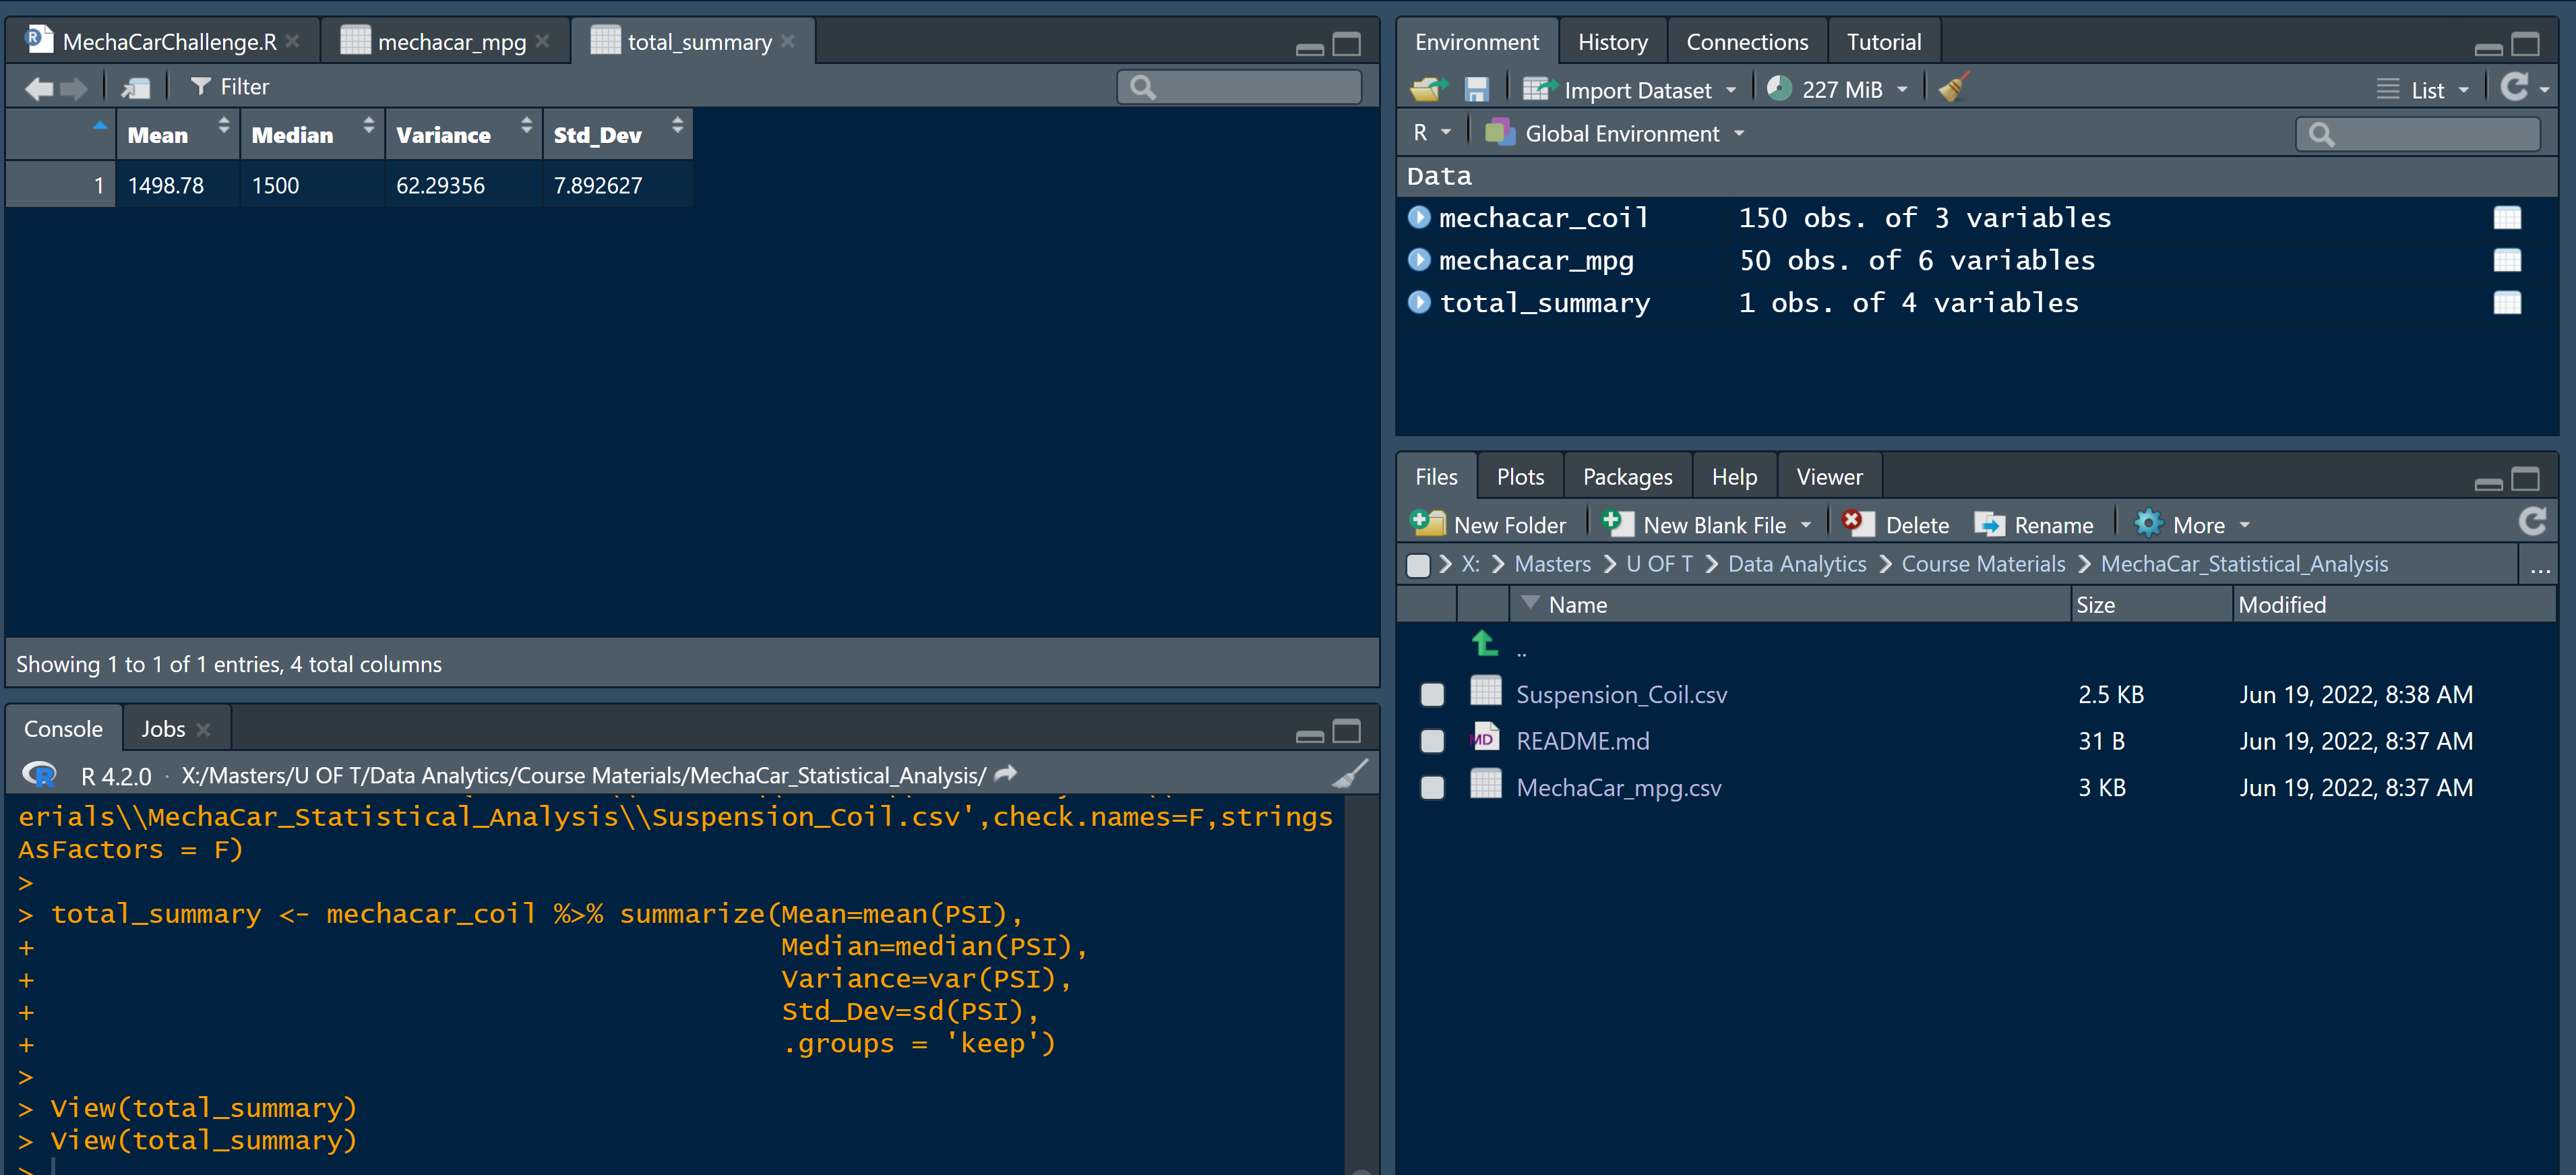 MechaCarChallenge.R
mechacar_mpg
total_summary
Filter
Mean Median Variance Std_Dev
1 1498.78 1500 62.29356 7.892627
Showing 1 to 1 of 1 entries, 4 total columns
Console Jobs
R 4.2.0 · X:/Masters/U OF T/Data Analytics/Course Materials/MechaCar_Statistical_Analysis/
erials\\MechaCar_Statistical_Analysis\\Suspension_Coil.csv',check.names=F,strings
AsFactors = F)
>
> total_summary <- mechacar_coil %>% summarize(Mean=mean(PSI),
+ Median=median(PSI),
+ Variance=var(PSI),
+ Std_Dev=sd(PSI),
+ .groups = 'keep')
>
> View(total_summary)
> View(total_summary)
>
Environment History Connections Tutorial
Import Dataset 227 MiB List
R Global Environment
Data
mechacar_coil 150 obs. of 3 variables
mechacar_mpg 50 obs. of 6 variables
total_summary 1 obs. of 4 variables
Files Plots Packages Help Viewer
New Folder New Blank File Delete Rename More
X: Masters U OF T Data Analytics Course Materials MechaCar_Statistical_Analysis ...
Name Size Modified
..
Suspension_Coil.csv 2.5 KB Jun 19, 2022, 8:38 AM
MD README.md 31 B Jun 19, 2022, 8:37 AM
MechaCar_mpg.csv 3 KB Jun 19, 2022, 8:37 AM